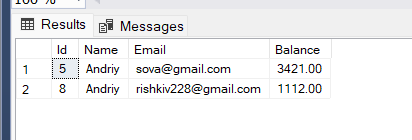 100 %
Results Messages
Id Name Email Balance
1 5 Andriy sova@gmail.com 3421.00
2 8 Andriy rishkiv228@gmail.com 1112.00